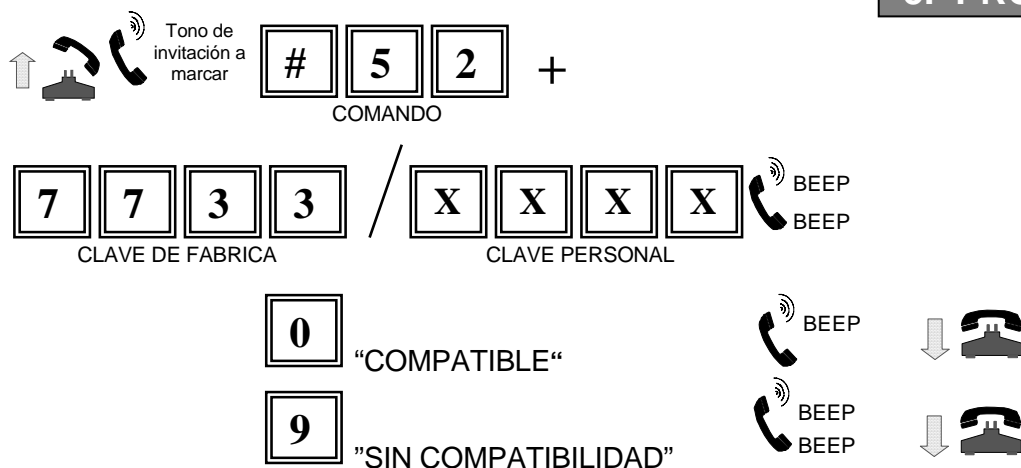 Tono de
invitación a
marcar
# 5 2 +
COMANDO
7 7 3 3 / X X X X BEEP
BEEP
CLAVE DE FABRICA CLAVE PERSONAL
0 “COMPATIBLE“ BEEP
9 ”SIN COMPATIBILIDAD” BEEP
BEEP